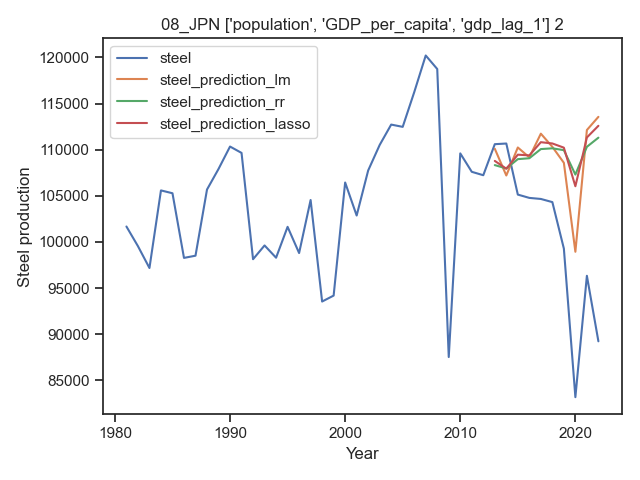 08_JPN ['population', 'GDP_per_capita', 'gdp_lag_1'] 2
steel
steel_prediction_lm
steel_prediction_rr
steel_prediction_lasso
Steel production
120000
115000
110000
105000
100000
95000
90000
85000
1980
1990
2000
2010
2020
Year